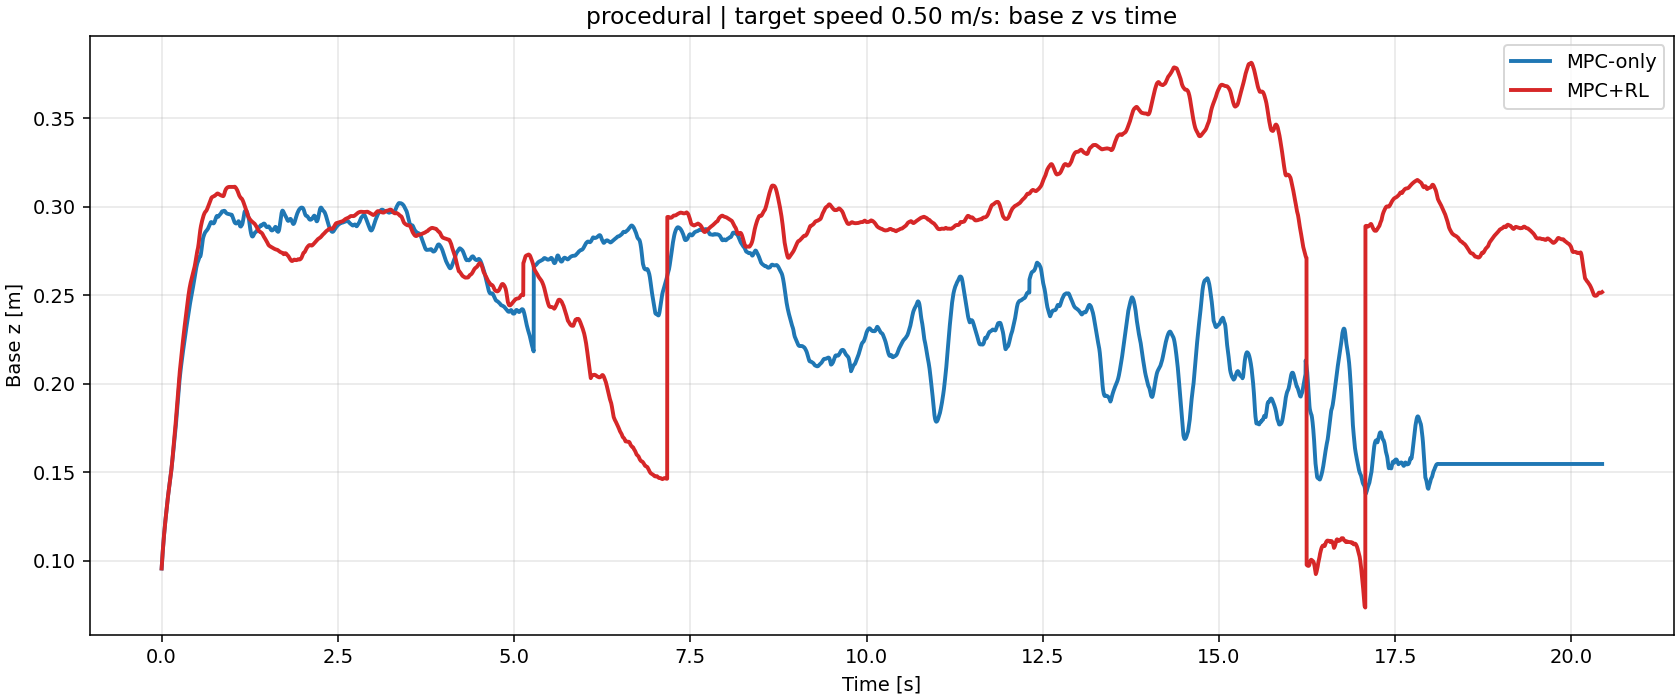 procedural | target speed 0.50 m/s: base z vs time
MPC-only
MPC+RL
Base z [m]
0.35
0.30
0.25
0.20
0.15
0.10
0.0 2.5 5.0 7.5 10.0 12.5 15.0 17.5 20.0
Time [s]